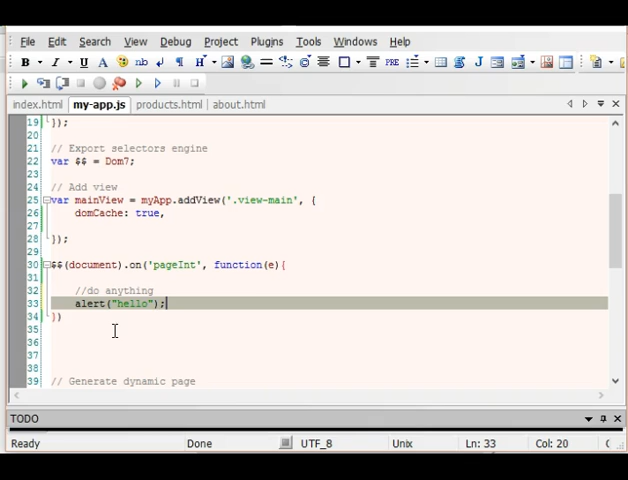 File Edit Search View Debug Project Plugins Tools Windows Help
B I U A nb H PRE J
index.html my-app.js products.html about.html
19 });
20
21 // Export selectors engine
22 var $$ = Dom7;
23
24 // Add view
25 var mainView = myApp.addView('.view-main', {
26 domCache: true,
27
28 });
29
30 $$(document).on('pageInt', function(e){
31
32 //do anything
33 alert("hello");
34 })
35
36
37
38
39 // Generate dynamic page
TODO
Ready Done UTF_8 Unix Ln: 33 Col: 20